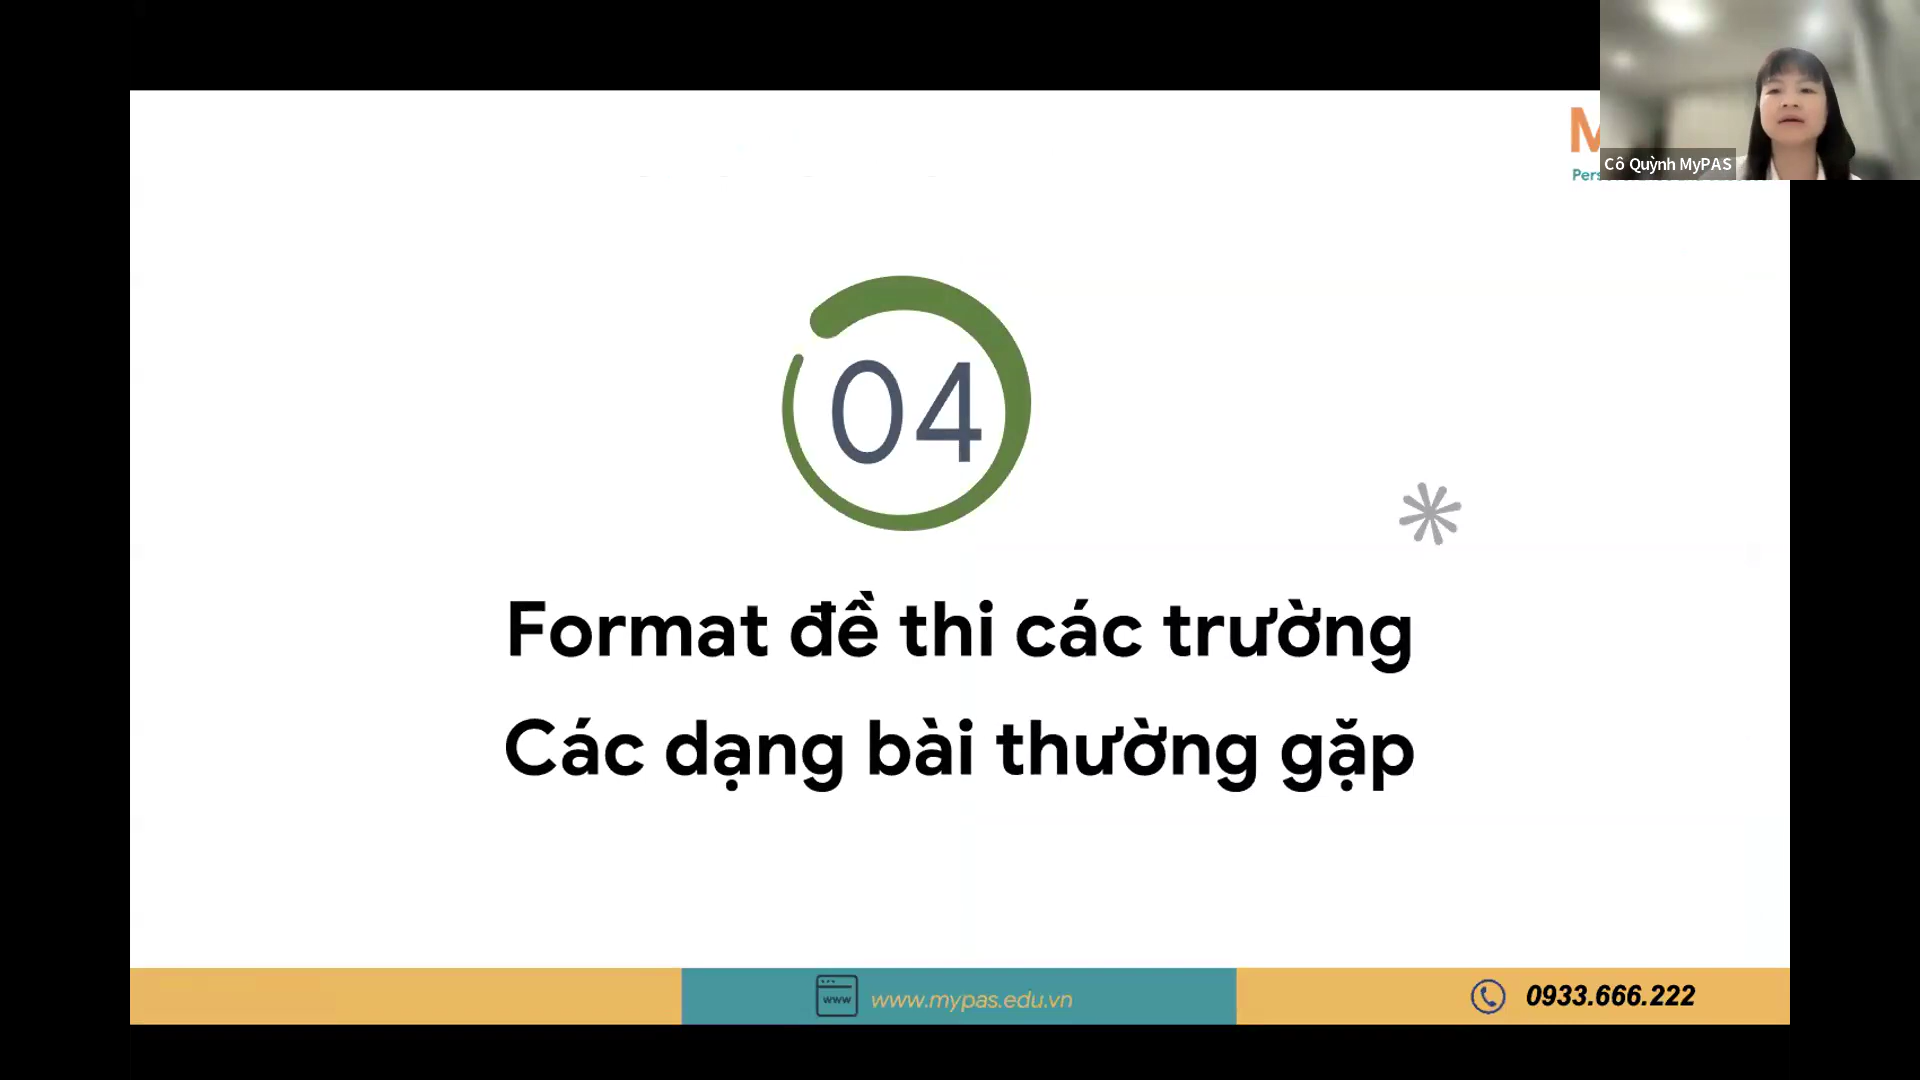 Cô Quỳnh MyPAS
04
Format đề thi các trường
Các dạng bài thường gặp
www
www.mypas.edu.vn
0933.666.222